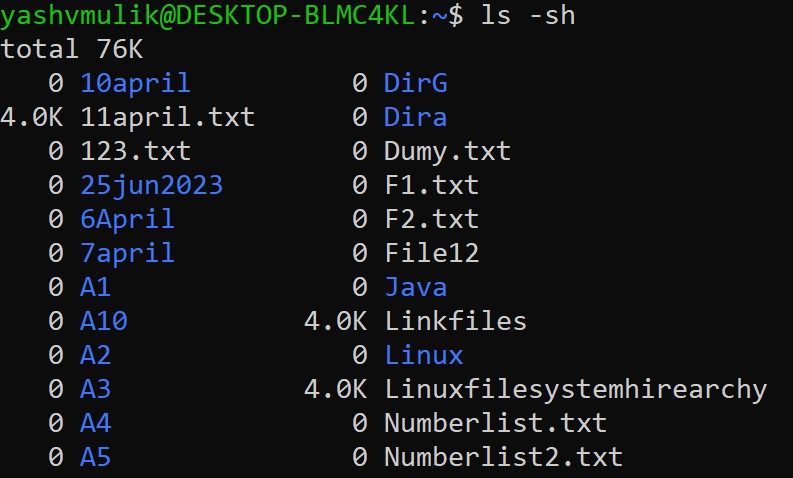 yashvmulik@DESKTOP-BLMC4KL:~$ ls -sh
total 76K
0 10april 0 DirG
4.0K 11april.txt 0 Dira
0 123.txt 0 Dumy.txt
0 25jun2023 0 F1.txt
0 6April 0 F2.txt
0 7april 0 File12
0 A1 0 Java
0 A10 4.0K Linkfiles
0 A2 0 Linux
0 A3 4.0K Linuxfilesystemhirearchy
0 A4 0 Numberlist.txt
0 A5 0 Numberlist2.txt